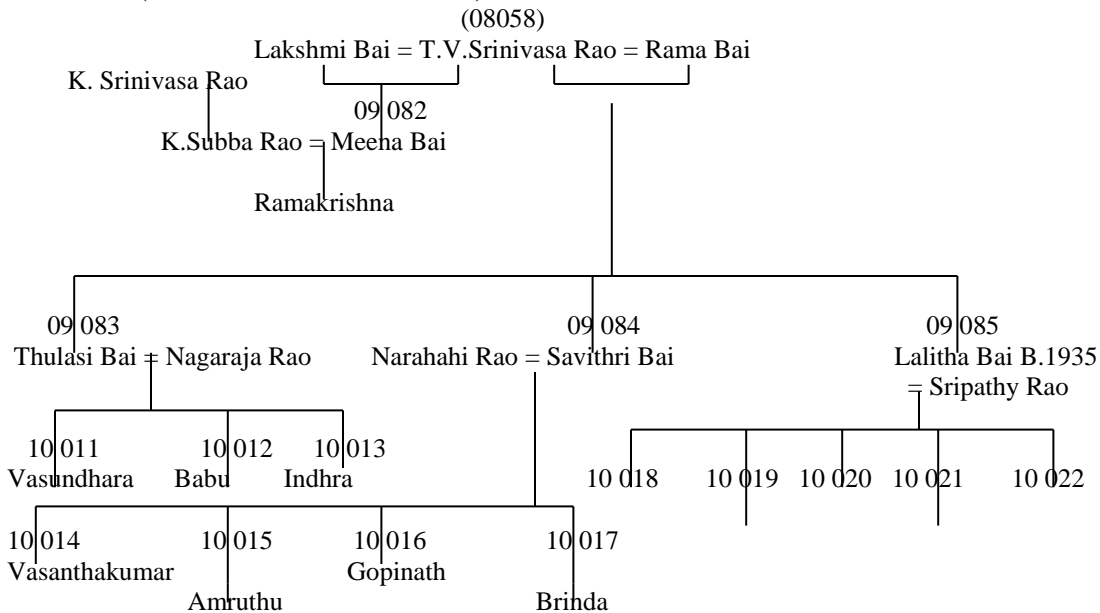 (08058)
Lakshmi Bai = T.V.Srinivasa Rao = Rama Bai
K. Srinivasa Rao
09 082
K.Subba Rao = Meena Bai
Ramakrishna
09 083 09 084 09 085
Thulasi Bai = Nagaraja Rao Narahahi Rao = Savithri Bai Lalitha Bai B.1935
= Sripathy Rao
10 011 10 012 10 013
Vasundhara Babu Indhra 10 018 10 019 10 020 10 021 10 022
10 014 10 015 10 016 10 017
Vasanthakumar Gopinath
Amruthu Brinda